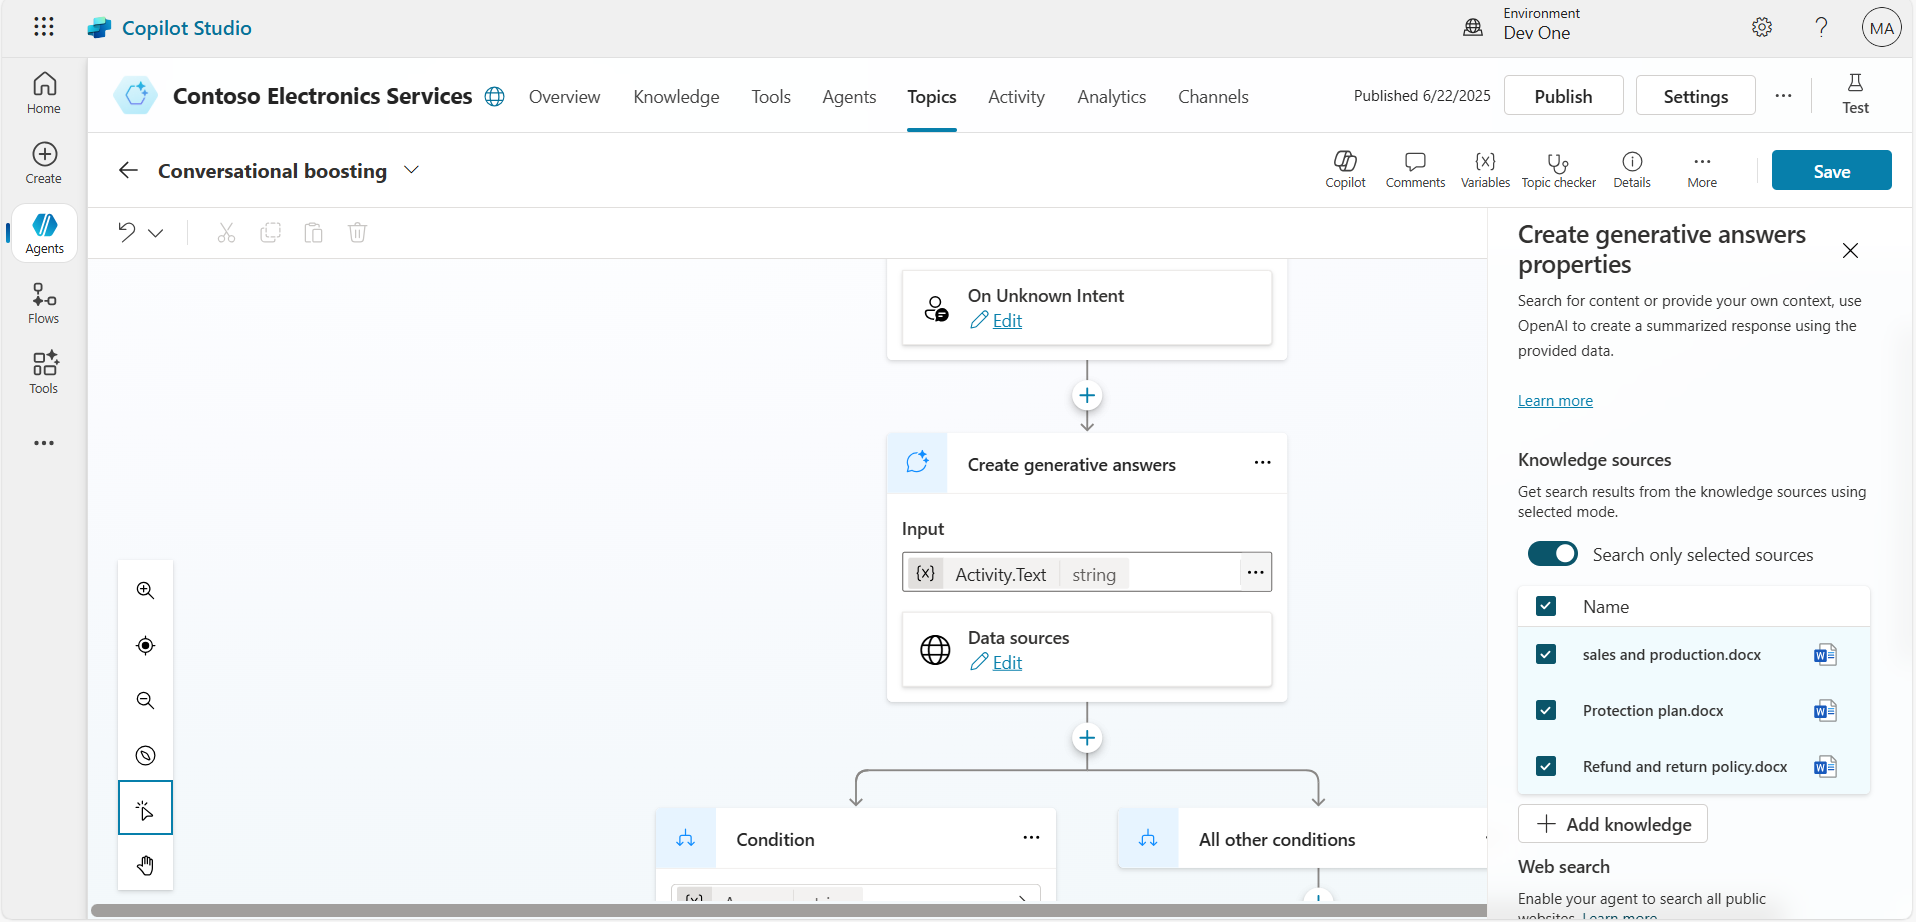 Copilot Studio
Environment
Dev One
MA
Home
Create
Agents
Flows
Tools
Contoso Electronics Services
Overview
Knowledge
Tools
Agents
Topics
Activity
Analytics
Channels
Published 6/22/2025
Publish
Settings
Test
Conversational boosting
Copilot
Comments
Variables
Topic checker
Details
More
Save
On Unknown Intent
Edit
Create generative answers
Input
{x} Activity.Text string
Data sources
Edit
Condition
All other conditions
Create generative answers
properties
Search for content or provide your own context, use
OpenAI to create a summarized response using the
provided data.
Learn more
Knowledge sources
Get search results from the knowledge sources using
selected mode.
Search only selected sources
Name
sales and production.docx
Protection plan.docx
Refund and return policy.docx
Add knowledge
Web search
Enable your agent to search all public
websites. Learn more